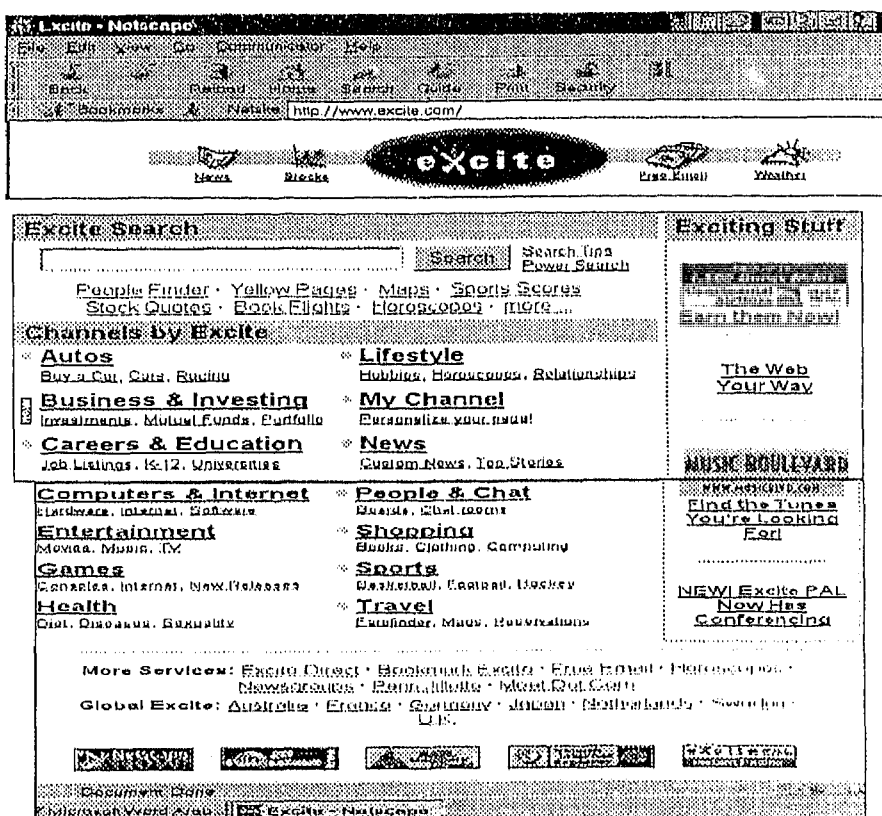 Excite - Netscape
File Edit View Go Communicator Help
Back Reload Home Search Guide Print Security
Bookmarks Netsite http://www.excite.com/
News Stocks excite Free Email Weather
Excite Search
Search Search Tips
Power Search
People Finder · Yellow Pages · Maps · Sports Scores
Stock Quotes · Book Flights · Horoscopes · more ...
Channels by Excite
Autos
Buy a Car, Cars, Racing
Business & Investing
Investments, Mutual Funds, Portfolio
Careers & Education
Job Listings, K-12, Universities
Computers & Internet
Hardware, Internet, Software
Entertainment
Movies, Music, TV
Games
Consoles, Internet, New Releases
Health
Diet, Diseases, Sexuality
Lifestyle
Hobbies, Horoscopes, Relationships
My Channel
Personalize your page!
News
Custom News, Top Stories
People & Chat
Boards, Chat rooms
Shopping
Books, Clothing, Computing
Sports
Basketball, Football, Hockey
Travel
Farefinder, Maps, Reservations
Exciting Stuff
Earn them Now!
The Web
Your Way
MUSIC BOULEVARD
WWW.MUSICBLVD.COM
Find the Tunes
You're Looking
For!
NEW! Excite PAL
Now Has
Conferencing
More Services: Excite Direct · Bookmark Excite · Free Email · Horoscopes ·
Newsgroups · Penn Jillette · Meet Dot Com
Global Excite: Australia · France · Germany · Japan · Netherlands · Sweden ·
U.K.
Document Done
Microsoft Word Excite - Netscape